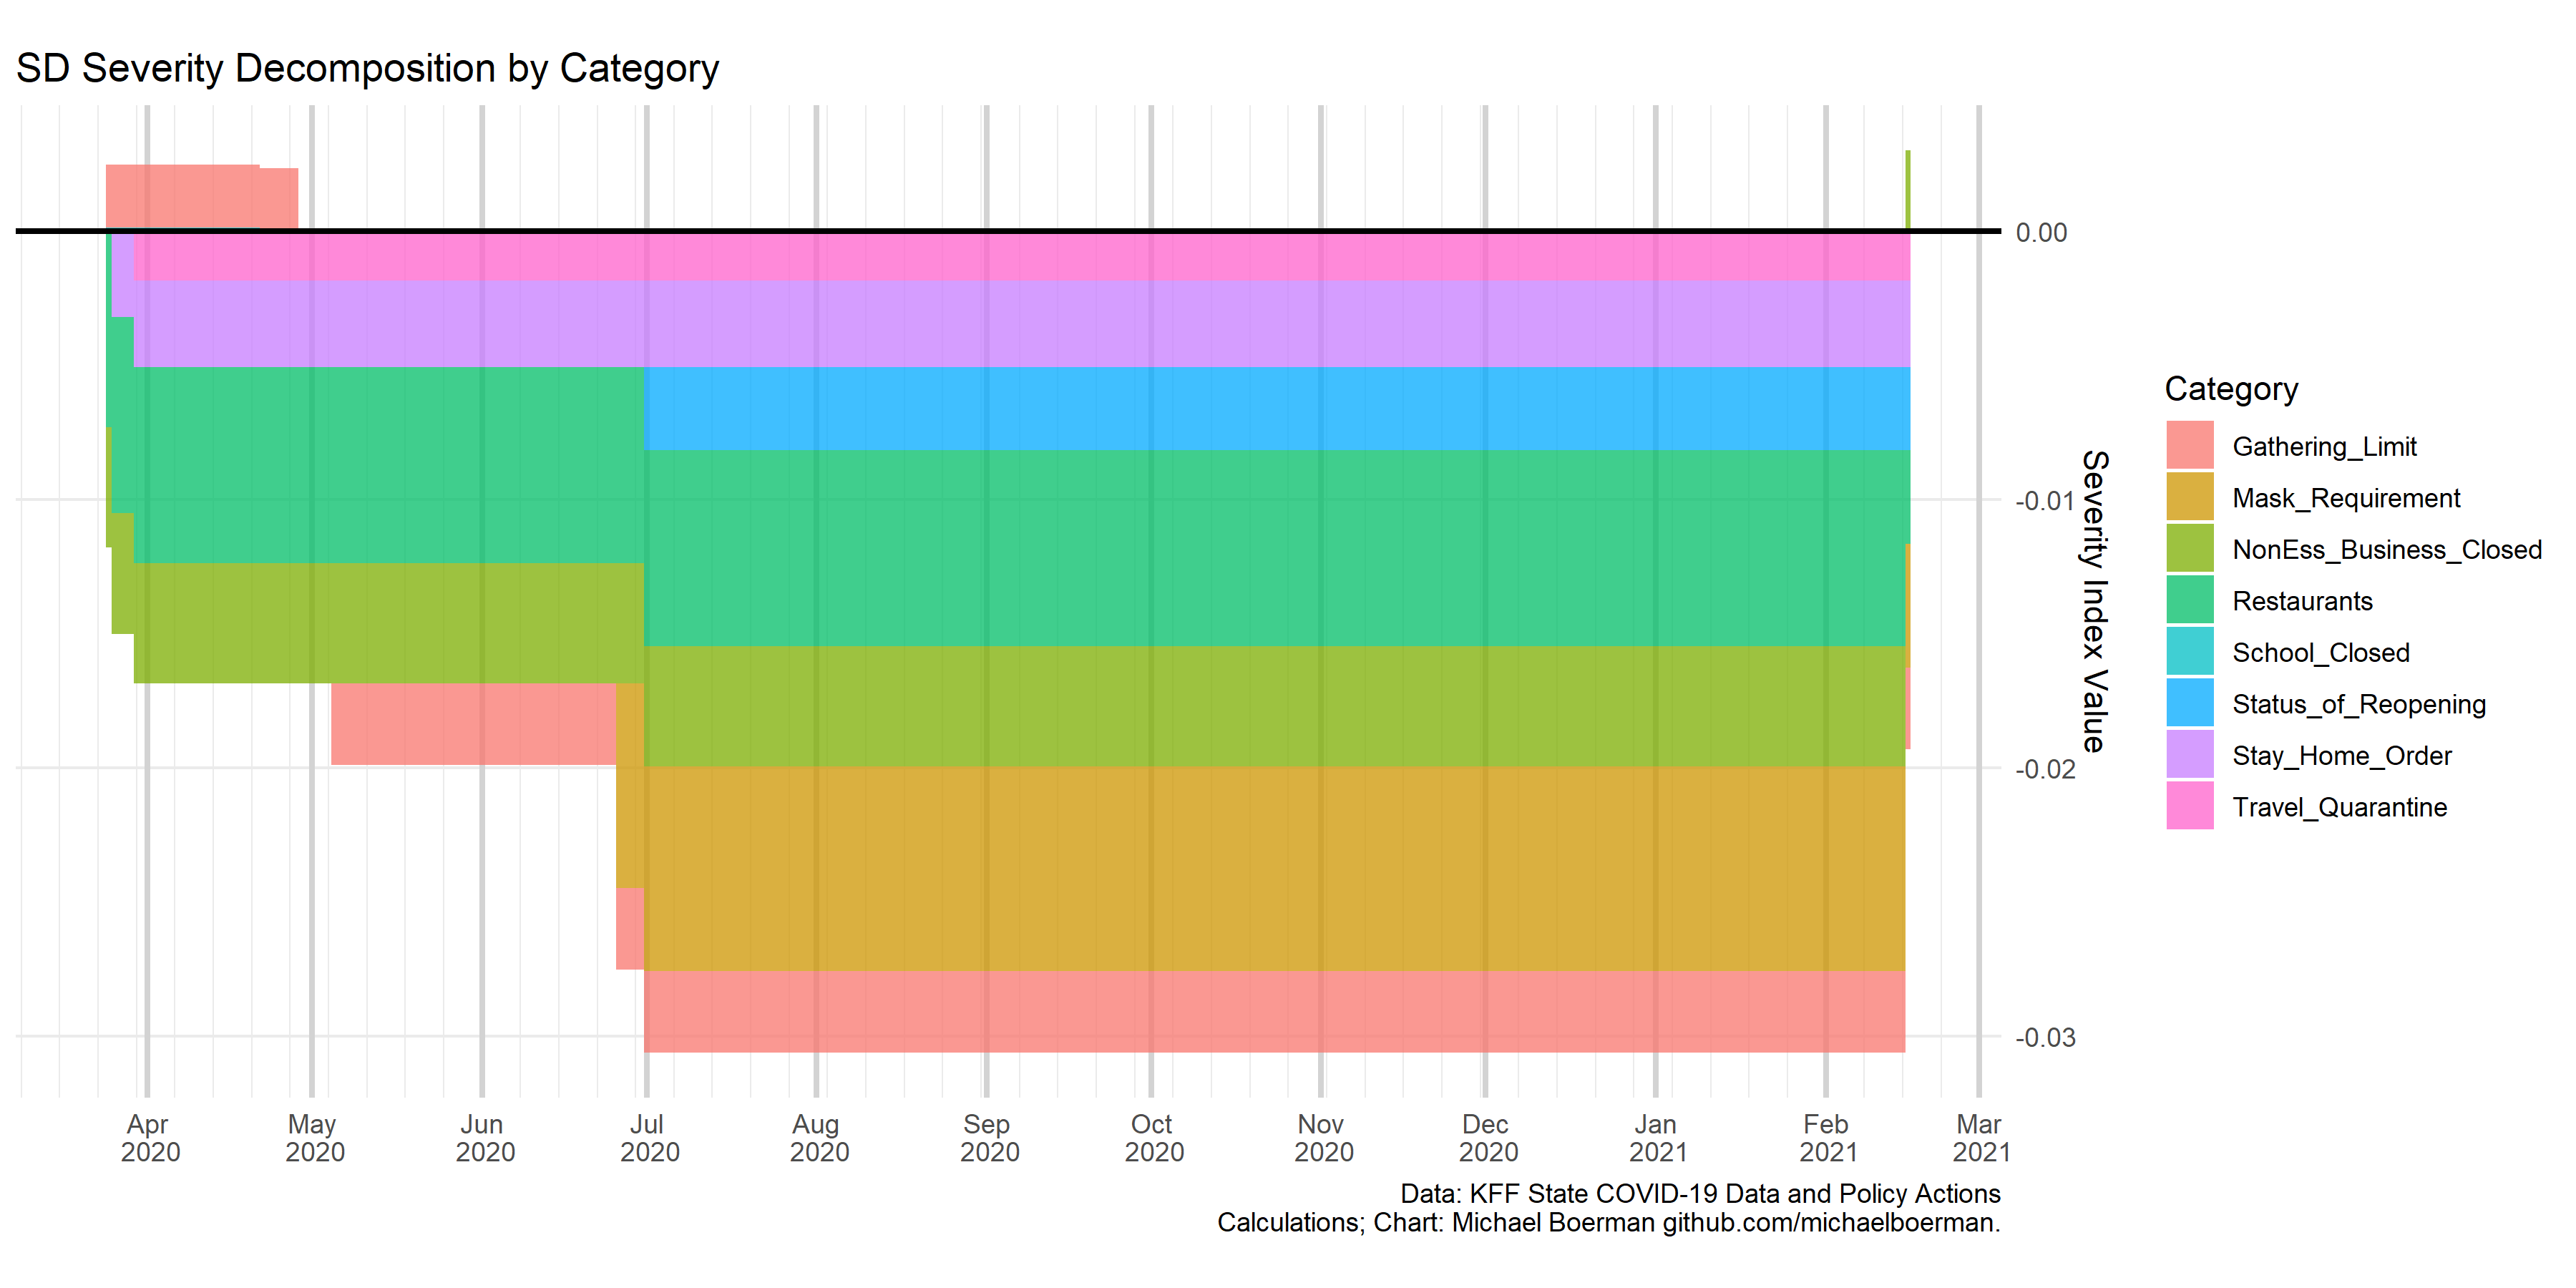 SD Severity Decomposition by Category
0.00
-0.01
-0.02
-0.03
Severity Index Value
Apr
2020
May
2020
Jun
2020
Jul
2020
Aug
2020
Sep
2020
Oct
2020
Nov
2020
Dec
2020
Jan
2021
Feb
2021
Mar
2021
Category
Gathering_Limit
Mask_Requirement
NonEss_Business_Closed
Restaurants
School_Closed
Status_of_Reopening
Stay_Home_Order
Travel_Quarantine
Data: KFF State COVID-19 Data and Policy Actions
Calculations; Chart: Michael Boerman github.com/michaelboerman.